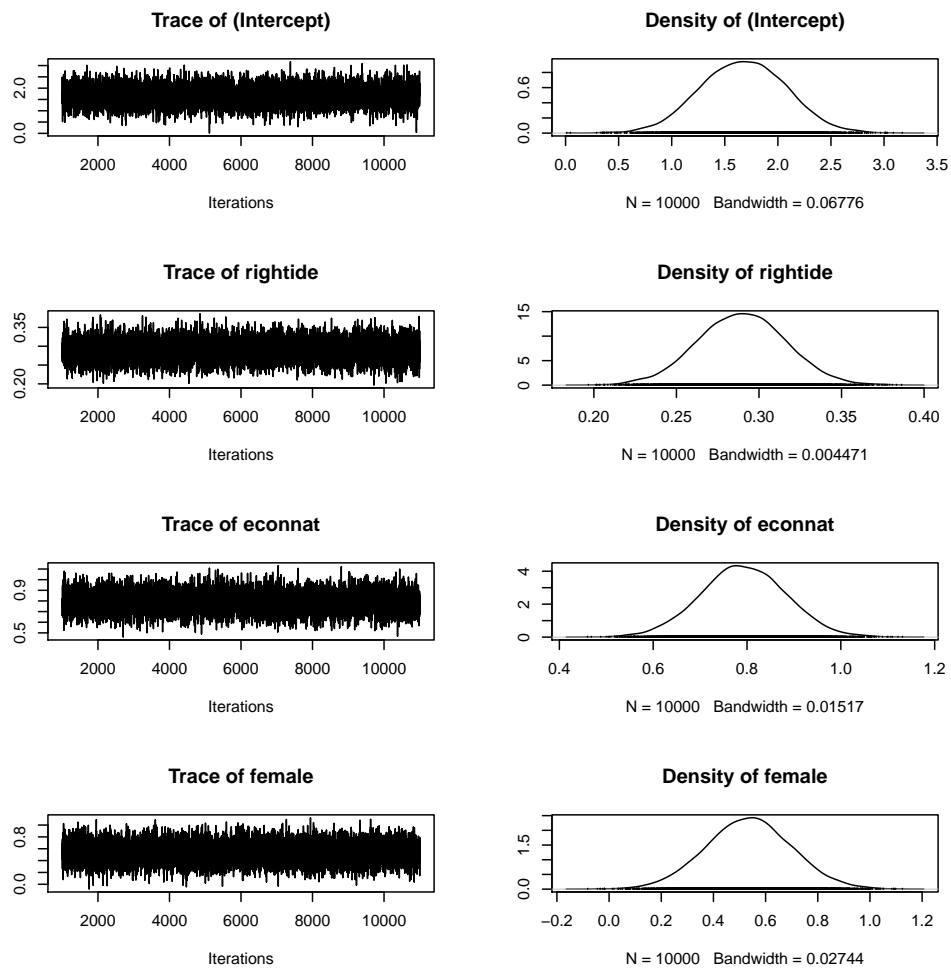 Trace of (Intercept)
0.0 2.0
2000 4000 6000 8000 10000
Iterations
Density of (Intercept)
0.0 0.6
0.0 0.5 1.0 1.5 2.0 2.5 3.0 3.5
N = 10000 Bandwidth = 0.06776
Trace of rightide
0.20 0.35
2000 4000 6000 8000 10000
Iterations
Density of rightide
0 5 15
0.20 0.25 0.30 0.35 0.40
N = 10000 Bandwidth = 0.004471
Trace of econnat
0.5 0.9
2000 4000 6000 8000 10000
Iterations
Density of econnat
0 2 4
0.4 0.6 0.8 1.0 1.2
N = 10000 Bandwidth = 0.01517
Trace of female
0.0 0.8
2000 4000 6000 8000 10000
Iterations
Density of female
0.0 1.5
−0.2 0.0 0.2 0.4 0.6 0.8 1.0 1.2
N = 10000 Bandwidth = 0.02744